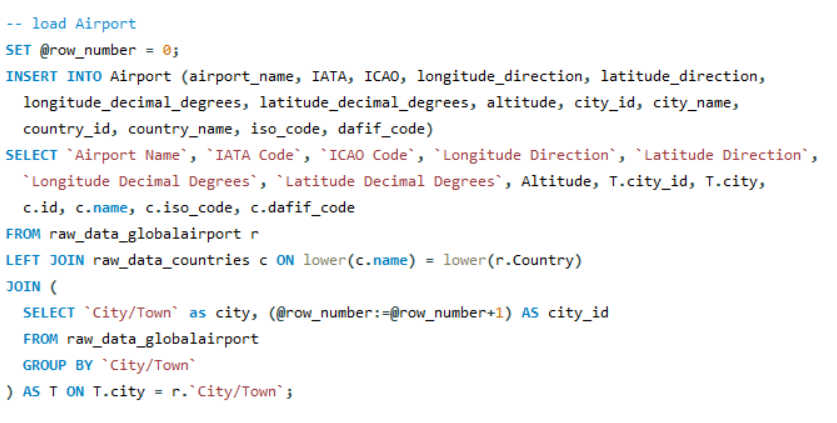 -- load Airport
SET @row_number = 0;
INSERT INTO Airport (airport_name, IATA, ICAO, longitude_direction, latitude_direction,
longitude_decimal_degrees, latitude_decimal_degrees, altitude, city_id, city_name,
country_id, country_name, iso_code, dafif_code)
SELECT `Airport Name`, `IATA Code`, `ICAO Code`, `Longitude Direction`, `Latitude Direction`,
`Longitude Decimal Degrees`, `Latitude Decimal Degrees`, Altitude, T.city_id, T.city,
c.id, c.name, c.iso_code, c.dafif_code
FROM raw_data_globalairport r
LEFT JOIN raw_data_countries c ON lower(c.name) = lower(r.Country)
JOIN (
SELECT `City/Town` as city, (@row_number:=@row_number+1) AS city_id
FROM raw_data_globalairport
GROUP BY `City/Town`
) AS T ON T.city = r.`City/Town`;